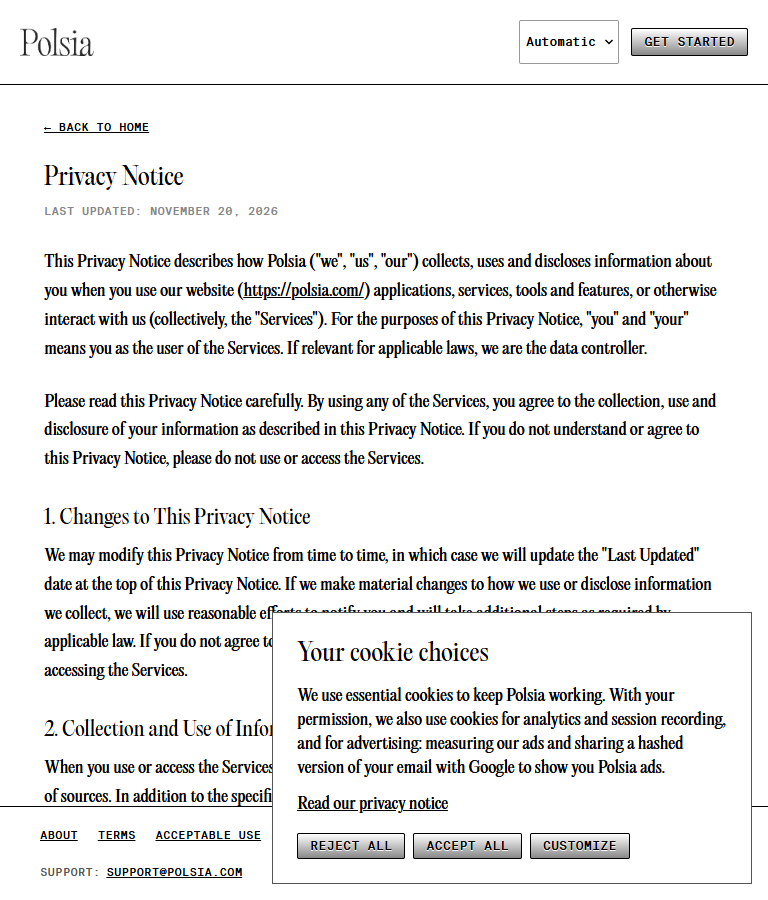 Polsia
Automatic
GET STARTED
← BACK TO HOME
Privacy Notice
LAST UPDATED: NOVEMBER 20, 2026
This Privacy Notice describes how Polsia ("we", "us", "our") collects, uses and discloses information about
you when you use our website (https://polsia.com/) applications, services, tools and features, or otherwise
interact with us (collectively, the "Services"). For the purposes of this Privacy Notice, "you" and "your"
means you as the user of the Services. If relevant for applicable laws, we are the data controller.
Please read this Privacy Notice carefully. By using any of the Services, you agree to the collection, use and
disclosure of your information as described in this Privacy Notice. If you do not understand or agree to
this Privacy Notice, please do not use or access the Services.
1. Changes to This Privacy Notice
We may modify this Privacy Notice from time to time, in which case we will update the "Last Updated"
date at the top of this Privacy Notice. If we make material changes to how we use or disclose information
we collect, we will use reasonable efforts to notify you and will take additional steps as required by
applicable law. If you do not agree to
accessing the Services.
2. Collection and Use of
When you use or access the Services
of sources. In addition to the
Your cookie choices
We use essential cookies to keep Polsia working. With your
permission, we also use cookies for analytics and session recording,
and for advertising: measuring our ads and sharing a hashed
version of your email with Google to show you Polsia ads.
Read our privacy notice
REJECT ALL
ACCEPT ALL
CUSTOMIZE
ABOUT
TERMS
ACCEPTABLE USE
SUPPORT: SUPPORT@POLSIA.COM